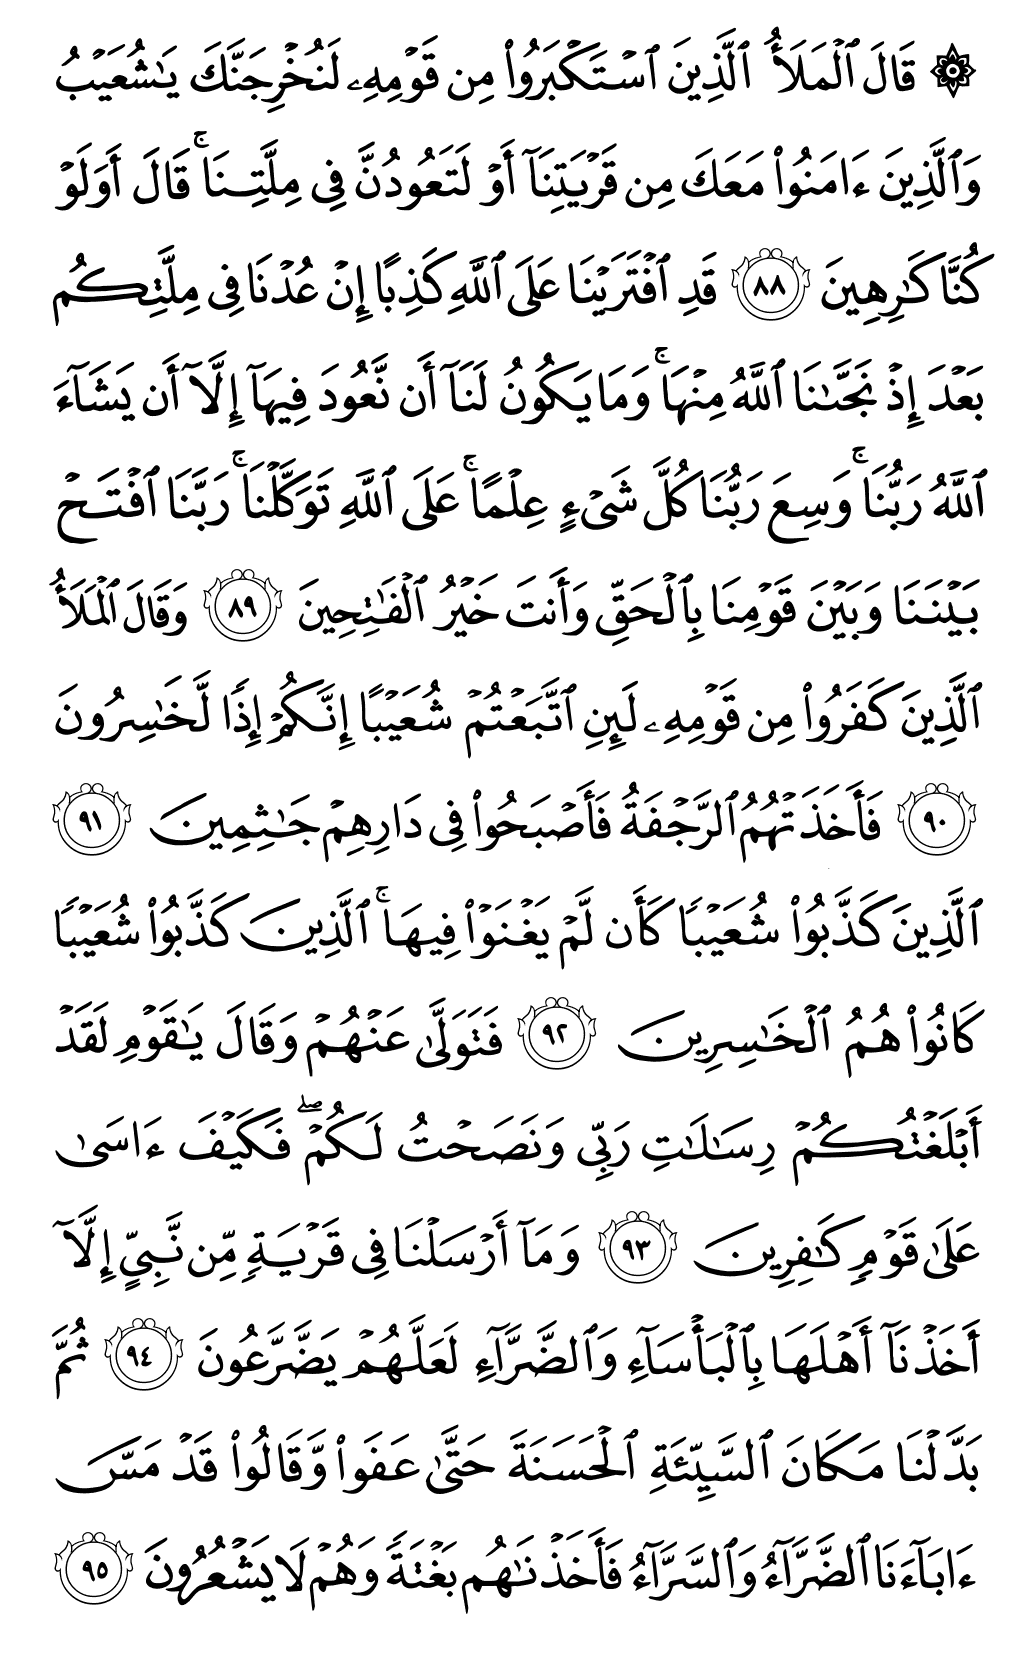 ۞ قَالَ ٱلۡمَلَأُ ٱلَّذِينَ ٱسۡتَكۡبَرُواْ مِن قَوۡمِهِۦ لَنُخۡرِجَنَّكَ يَٰشُعَيۡبُ
وَٱلَّذِينَ ءَامَنُواْ مَعَكَ مِن قَرۡيَتِنَآ أَوۡ لَتَعُودُنَّ فِي مِلَّتِنَاۚ قَالَ أَوَلَوۡ
كُنَّا كَٰرِهِينَ ٨٨ قَدِ ٱفۡتَرَيۡنَا عَلَى ٱللَّهِ كَذِبًا إِنۡ عُدۡنَا فِي مِلَّتِكُم
بَعۡدَ إِذۡ نَجَّىٰنَا ٱللَّهُ مِنۡهَاۚ وَمَا يَكُونُ لَنَآ أَن نَّعُودَ فِيهَآ إِلَّآ أَن يَشَآءَ
ٱللَّهُ رَبُّنَاۚ وَسِعَ رَبُّنَا كُلَّ شَيۡءٍ عِلۡمًاۚ عَلَى ٱللَّهِ تَوَكَّلۡنَاۚ رَبَّنَا ٱفۡتَحۡ
بَيۡنَنَا وَبَيۡنَ قَوۡمِنَا بِٱلۡحَقِّ وَأَنتَ خَيۡرُ ٱلۡفَٰتِحِينَ ٨٩ وَقَالَ ٱلۡمَلَأُ
ٱلَّذِينَ كَفَرُواْ مِن قَوۡمِهِۦ لَئِنِ ٱتَّبَعۡتُمۡ شُعَيۡبًا إِنَّكُمۡ إِذٗا لَّخَٰسِرُونَ
٩٠ فَأَخَذَتۡهُمُ ٱلرَّجۡفَةُ فَأَصۡبَحُواْ فِي دَارِهِمۡ جَٰثِمِينَ ٩١
ٱلَّذِينَ كَذَّبُواْ شُعَيۡبٗا كَأَن لَّمۡ يَغۡنَوۡاْ فِيهَاۚ ٱلَّذِينَ كَذَّبُواْ شُعَيۡبٗا
كَانُواْ هُمُ ٱلۡخَٰسِرِينَ ٩٢ فَتَوَلَّىٰ عَنۡهُمۡ وَقَالَ يَٰقَوۡمِ لَقَدۡ
أَبۡلَغۡتُكُمۡ رِسَٰلَٰتِ رَبِّي وَنَصَحۡتُ لَكُمۡۖ فَكَيۡفَ ءَاسَىٰ
عَلَىٰ قَوۡمٖ كَٰفِرِينَ ٩٣ وَمَآ أَرۡسَلۡنَا فِي قَرۡيَةٖ مِّن نَّبِيٍّ إِلَّآ
أَخَذۡنَآ أَهۡلَهَا بِٱلۡبَأۡسَآءِ وَٱلضَّرَّآءِ لَعَلَّهُمۡ يَضَّرَّعُونَ ٩٤ ثُمَّ
بَدَّلۡنَا مَكَانَ ٱلسَّيِّئَةِ ٱلۡحَسَنَةَ حَتَّىٰ عَفَواْ وَّقَالُواْ قَدۡ مَسَّ
ءَابَآءَنَا ٱلضَّرَّآءُ وَٱلسَّرَّآءُ فَأَخَذۡنَٰهُم بَغۡتَةٗ وَهُمۡ لَا يَشۡعُرُونَ ٩٥